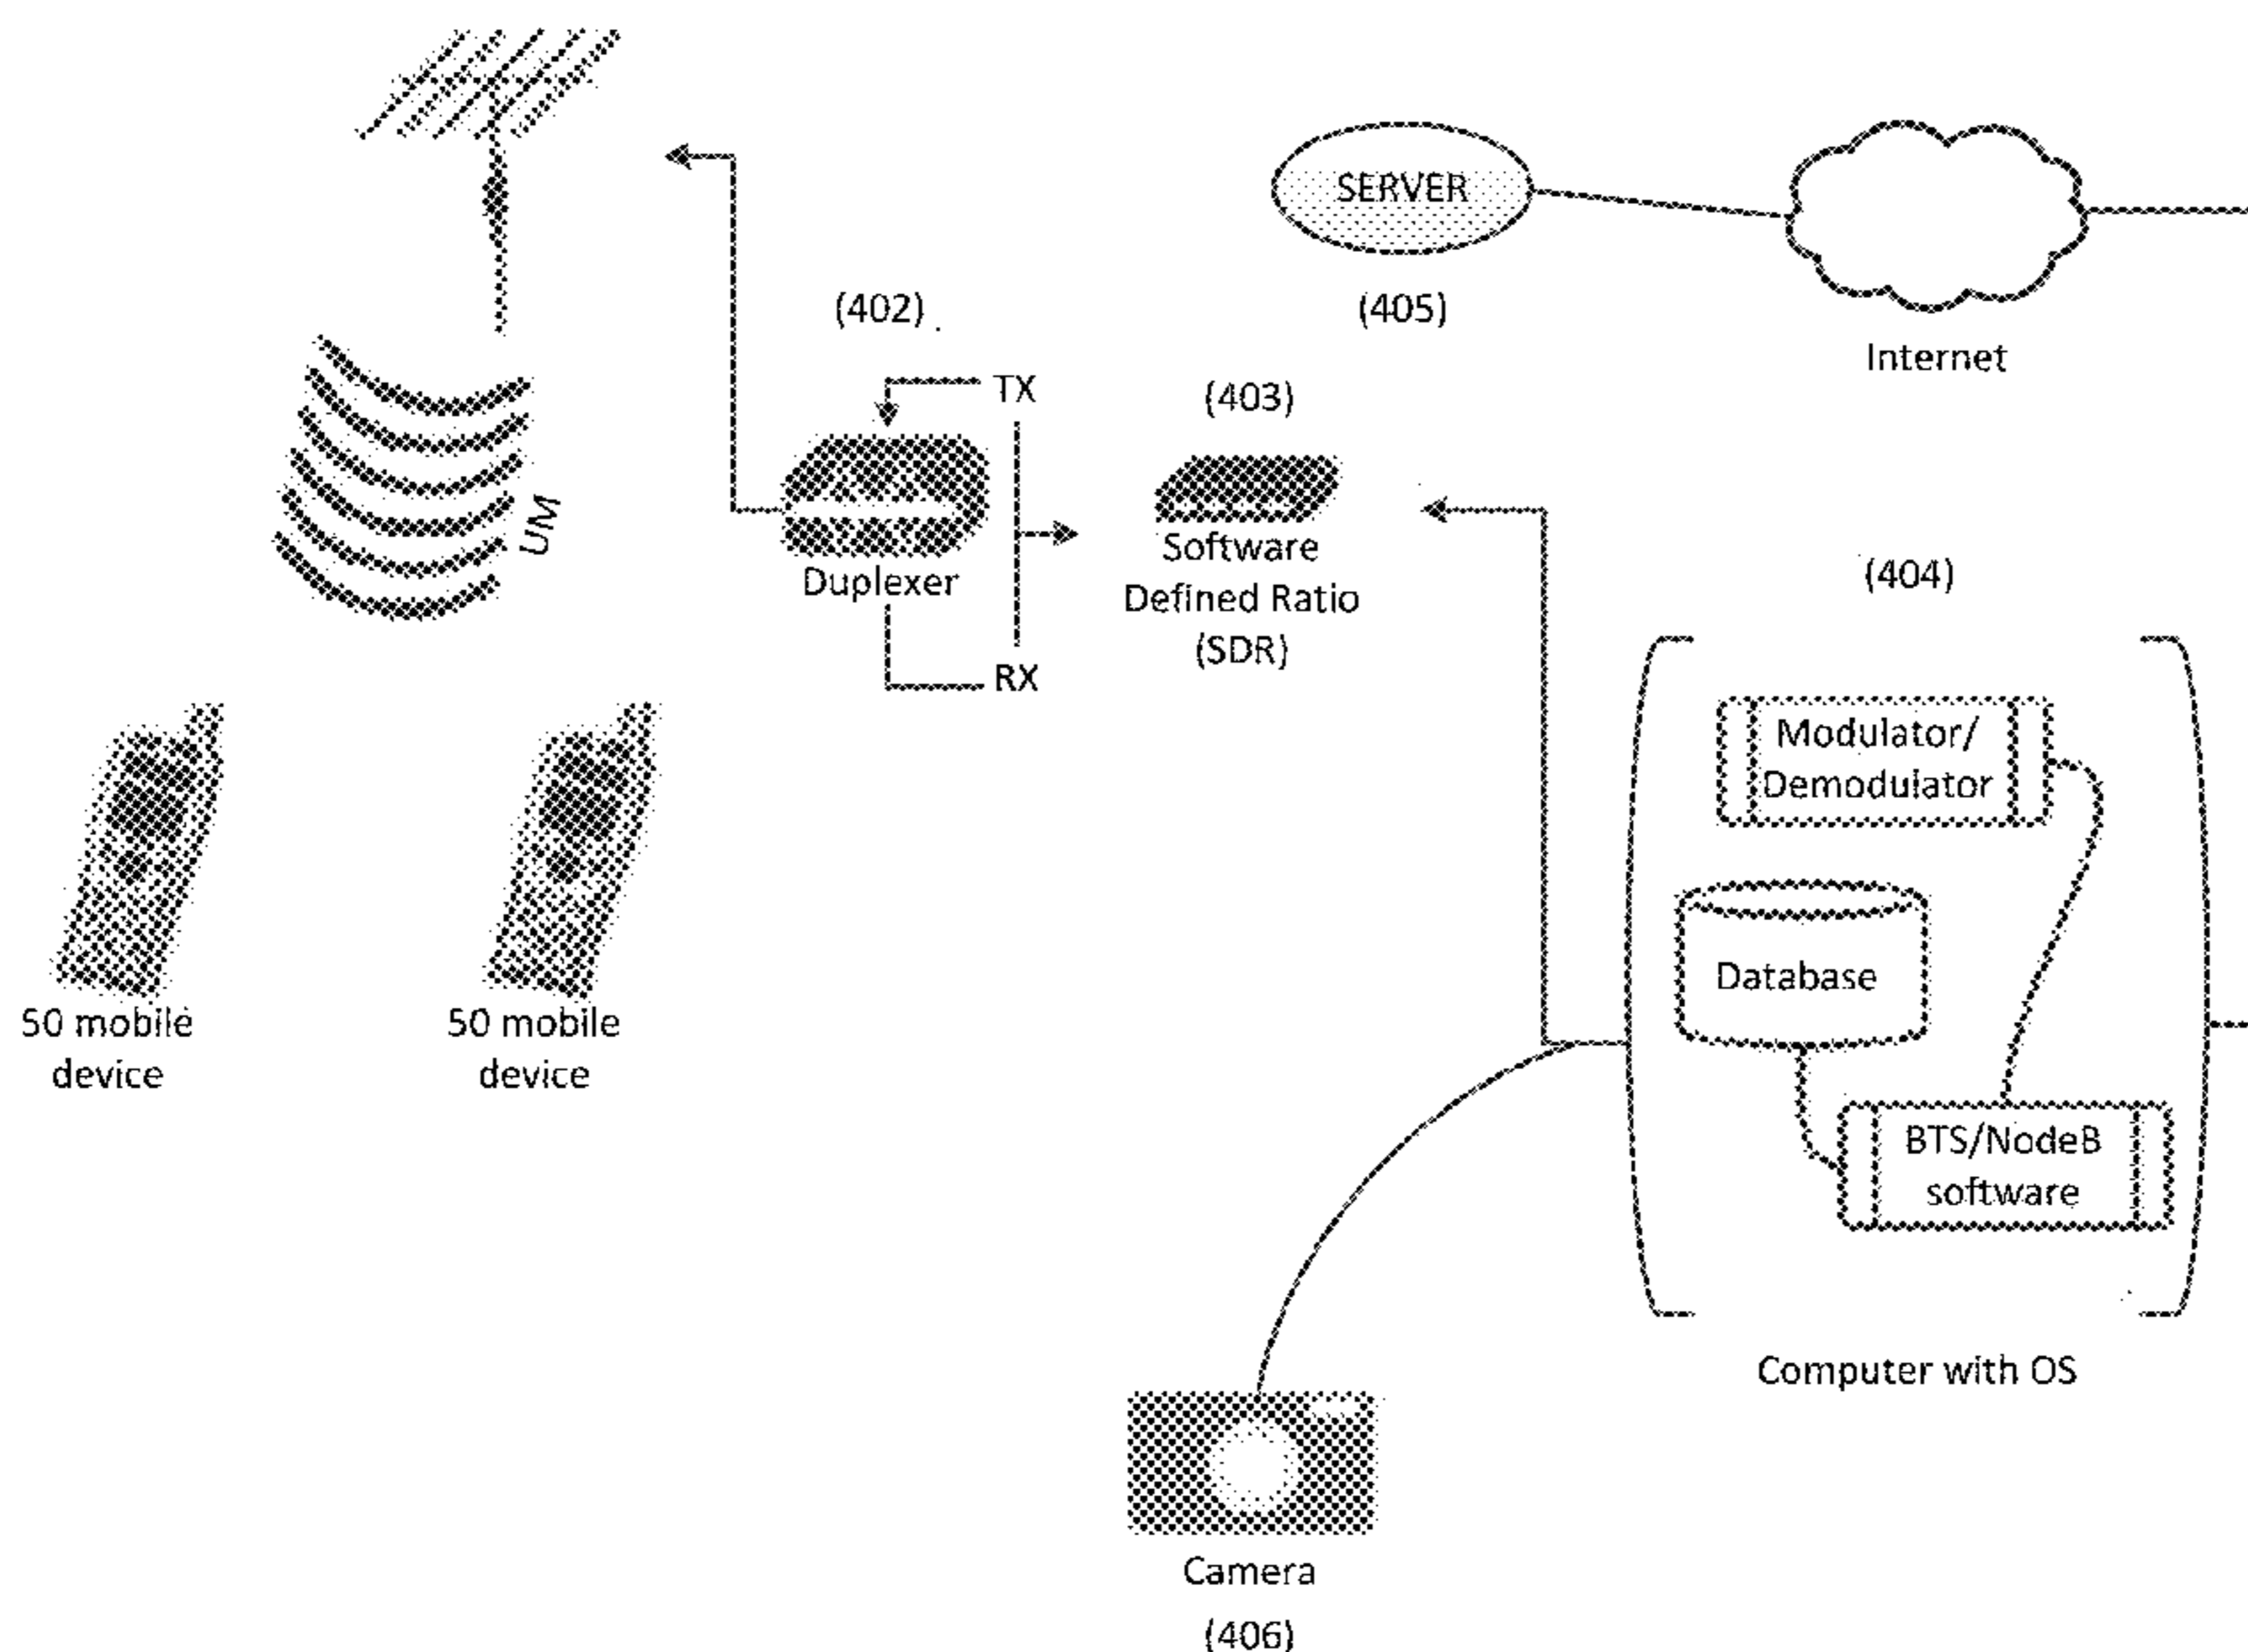 SERVER
(405)
Internet
(402)
TX
(403)
UM
Duplexer
Software
Defined Ratio
(SDR)
RX
(404)
Modulator/
Demodulator
Database
BTS/NodeB
software
Computer with OS
50 mobile
device
50 mobile
device
Camera
(406)